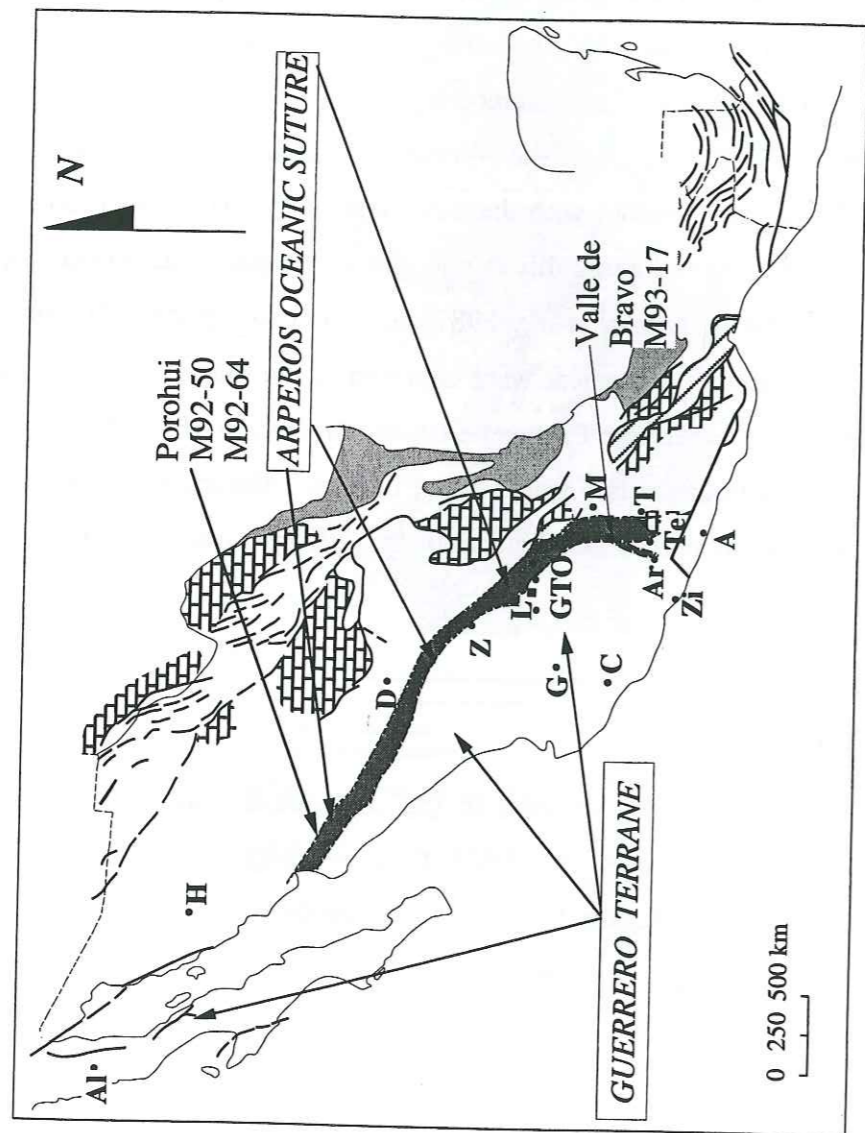 N
ARPEROS OCEANIC SUTURE
Porohui
M92-50
M92-64
Valle de
Bravo
M93-17
GUERRERO TERRANE
Al
H
D
Z
L
GTO
G
C
M
T
Tel
Ar
Zi
A
0 250 500 km